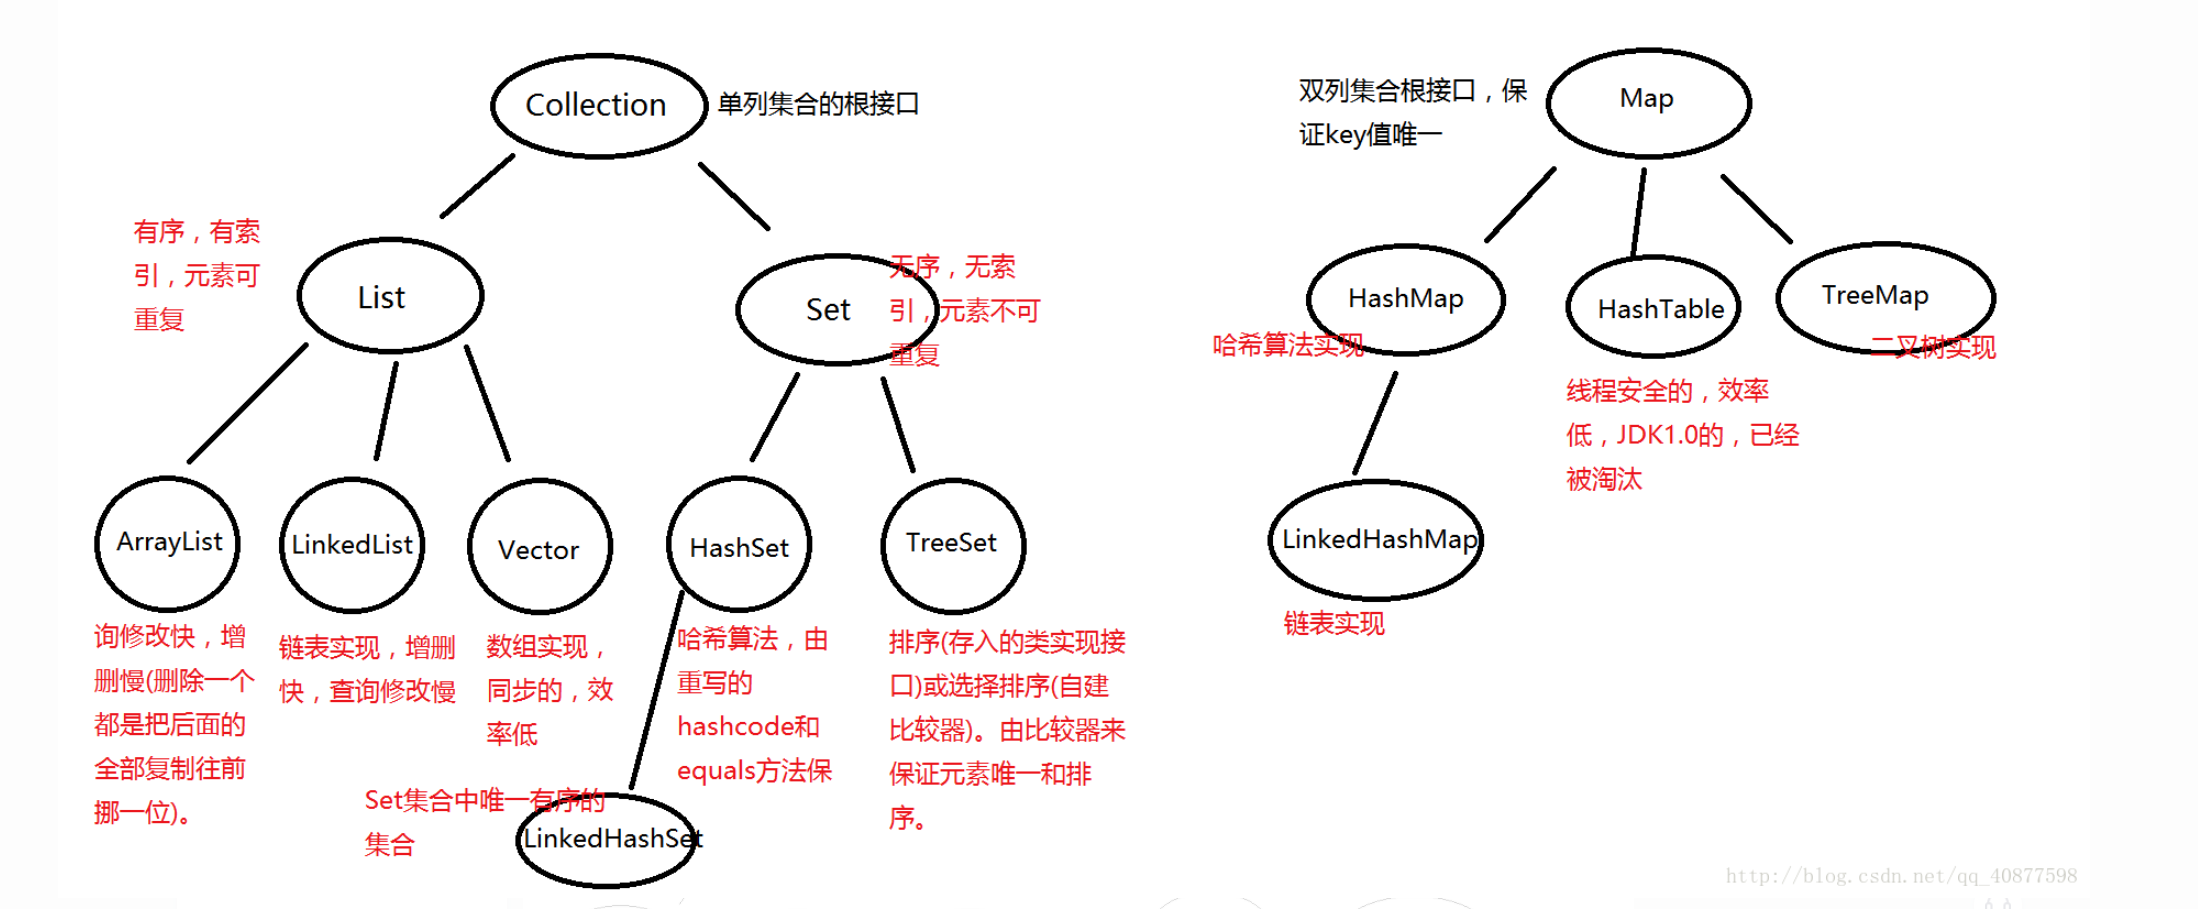 Collection
单列集合的根接口
有序，有索
引，元素可
重复
List
Set
无序，无索
引，元素不可
重复
ArrayList
询修改快，增
删慢(删除一个
都是把后面的
全部复制往前
挪一位)。
LinkedList
链表实现，增删
快，查询修改慢
Vector
数组实现，
同步的，效
率低
HashSet
哈希算法，由
重写的
hashcode和
equals方法保
TreeSet
排序(存入的类实现接
口)或选择排序(自建
比较器)。由比较器来
保证元素唯一和排
序。
Set集合中唯一有序的
集合
LinkedHashSet
双列集合根接口，保
证key值唯一
Map
HashMap
哈希算法实现
HashTable
线程安全的，效率
低，JDK1.0的，已经
被淘汰
TreeMap
二叉树实现
LinkedHashMap
链表实现
http://blog.csdn.net/qq_40877598